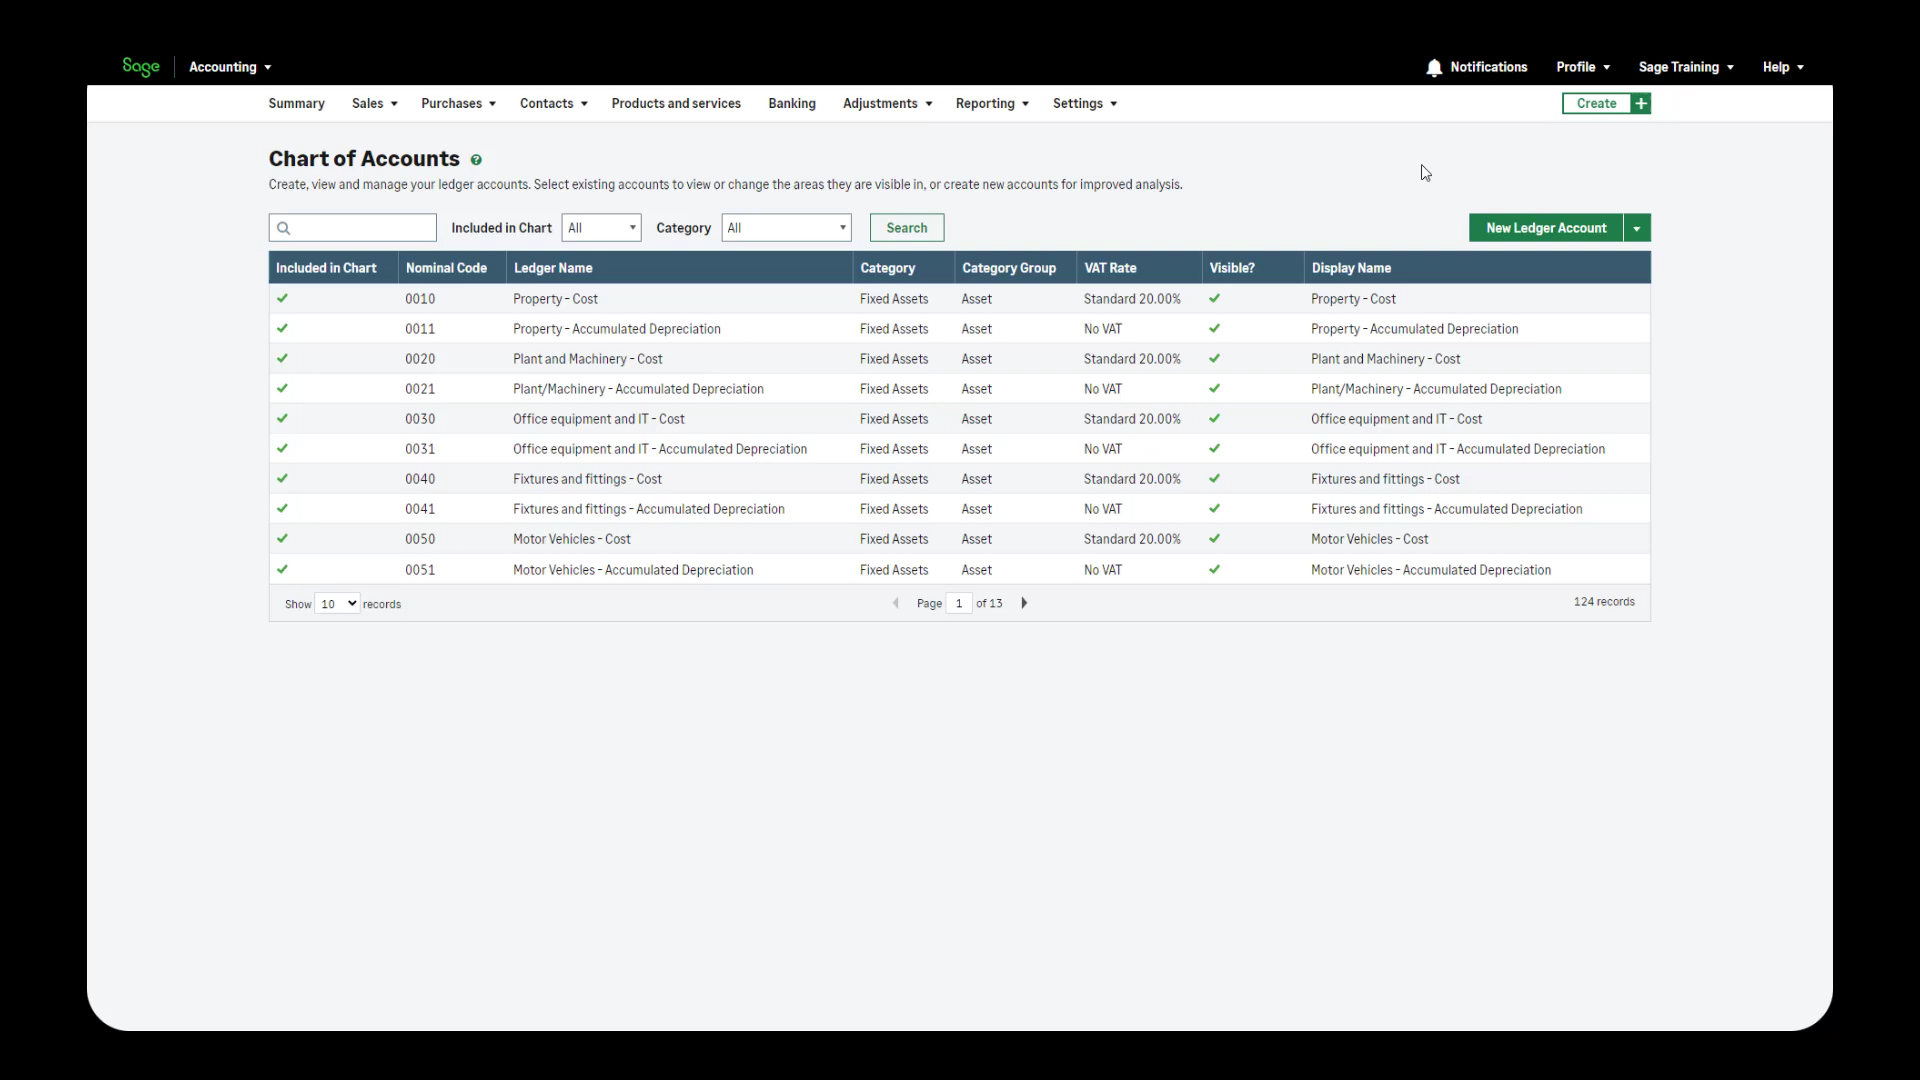 Sage Accounting Notifications Profile Sage Training Help
Summary Sales Purchases Contacts Products and services Banking Adjustments Reporting Settings Create +
Chart of Accounts ?
Create, view and manage your ledger accounts. Select existing accounts to view or change the areas they are visible in, or create new accounts for improved analysis.
Included in Chart All Category All Search New Ledger Account
Included in Chart Nominal Code Ledger Name Category Category Group VAT Rate Visible? Display Name
0010 Property - Cost Fixed Assets Asset Standard 20.00% Property - Cost
0011 Property - Accumulated Depreciation Fixed Assets Asset No VAT Property - Accumulated Depreciation
0020 Plant and Machinery - Cost Fixed Assets Asset Standard 20.00% Plant and Machinery - Cost
0021 Plant/Machinery - Accumulated Depreciation Fixed Assets Asset No VAT Plant/Machinery - Accumulated Depreciation
0030 Office equipment and IT - Cost Fixed Assets Asset Standard 20.00% Office equipment and IT - Cost
0031 Office equipment and IT - Accumulated Depreciation Fixed Assets Asset No VAT Office equipment and IT - Accumulated Depreciation
0040 Fixtures and fittings - Cost Fixed Assets Asset Standard 20.00% Fixtures and fittings - Cost
0041 Fixtures and fittings - Accumulated Depreciation Fixed Assets Asset No VAT Fixtures and fittings - Accumulated Depreciation
0050 Motor Vehicles - Cost Fixed Assets Asset Standard 20.00% Motor Vehicles - Cost
0051 Motor Vehicles - Accumulated Depreciation Fixed Assets Asset No VAT Motor Vehicles - Accumulated Depreciation
Show 10 records Page 1 of 13 124 records